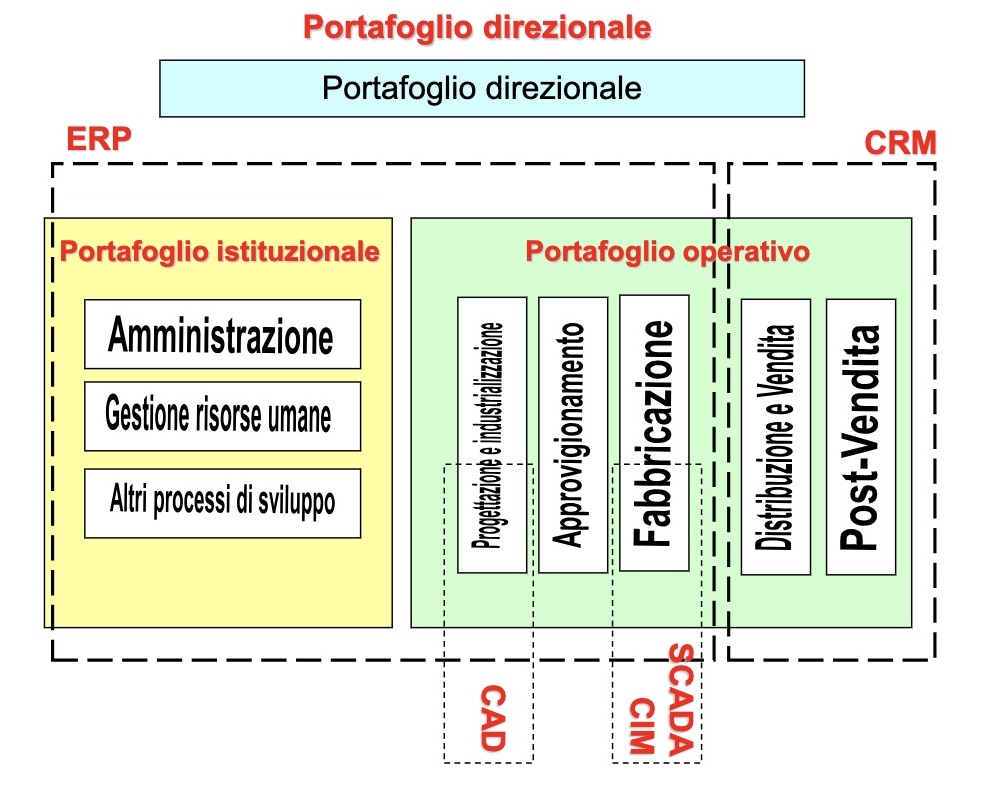 Portafoglio direzionale
Portafoglio direzionale
ERP
CRM
Portafoglio istituzionale
Portafoglio operativo
Amministrazione
Gestione risorse umane
Altri processi di sviluppo
Progettazione e industrializzazione
Approvigionamento
Fabbricazione
Distribuzione e Vendita
Post-Vendita
CAD
SCADA
CIM